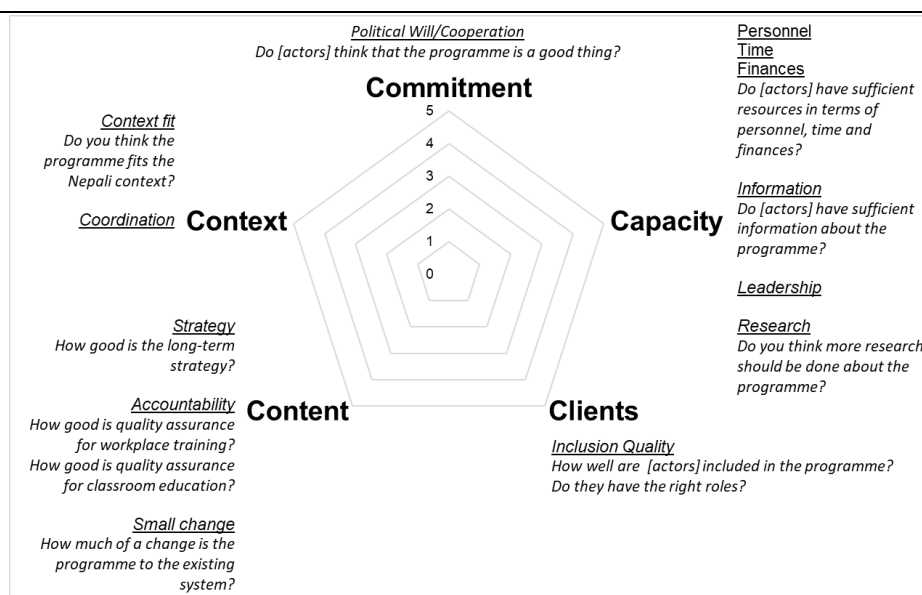 Political Will/Cooperation
Do [actors] think that the programme is a good thing?
Commitment
5
4
3
2
1
0
Personnel
Time
Finances
Do [actors] have sufficient
resources in terms of
personnel, time and
finances?
Information
Do [actors] have sufficient
information about the
programme?
Leadership
Research
Do you think more research
should be done about the
programme?
Capacity
Clients
Inclusion Quality
How well are [actors] included in the programme?
Do they have the right roles?
Content
Strategy
How good is the long-term
strategy?
Accountability
How good is quality assurance
for workplace training?
How good is quality assurance
for classroom education?
Small change
How much of a change is the
programme to the existing
system?
Context
Context fit
Do you think the
programme fits the
Nepali context?
Coordination